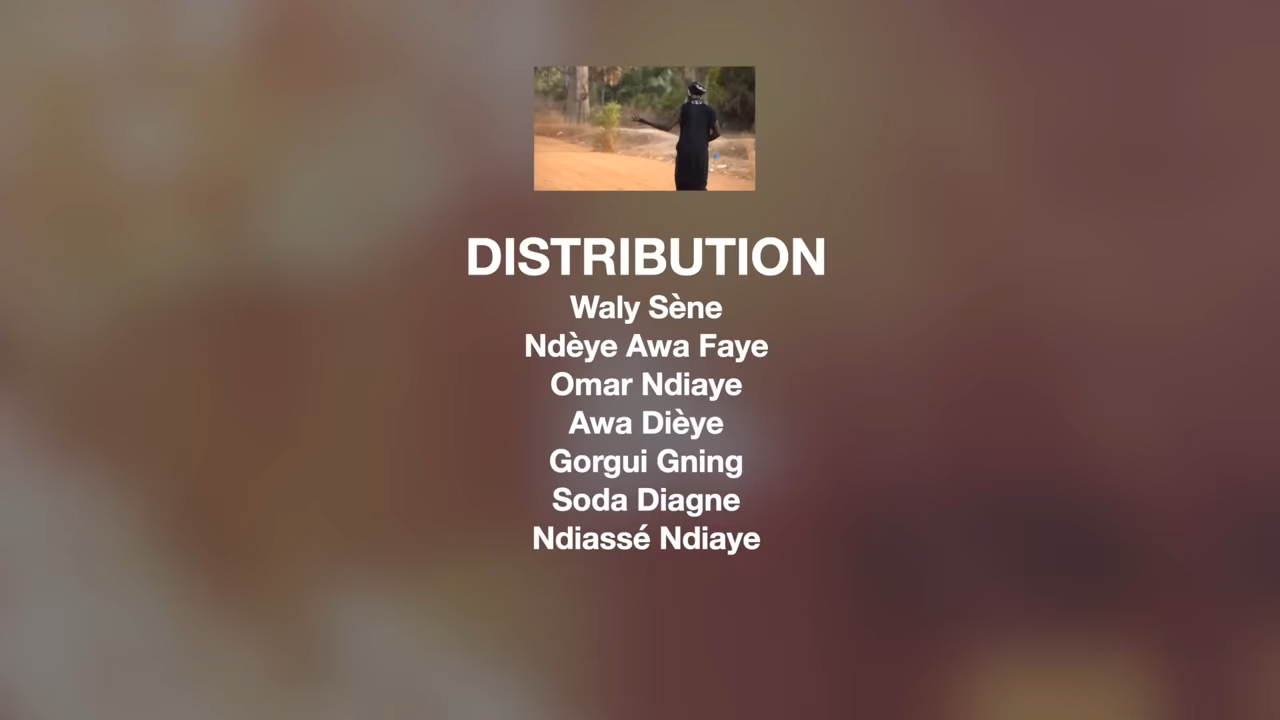 DISTRIBUTION
Waly Sène
Ndèye Awa Faye
Omar Ndiaye
Awa Dièye
Gorgui Gning
Soda Diagne
Ndiassé Ndiaye